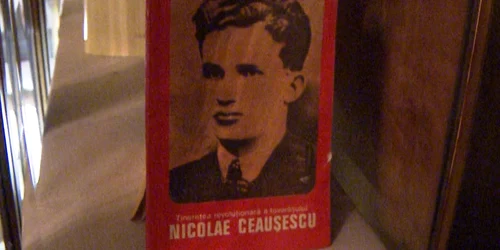 Tinerețea revoluționară a tovarășului
NICOLAE CEAUȘESCU